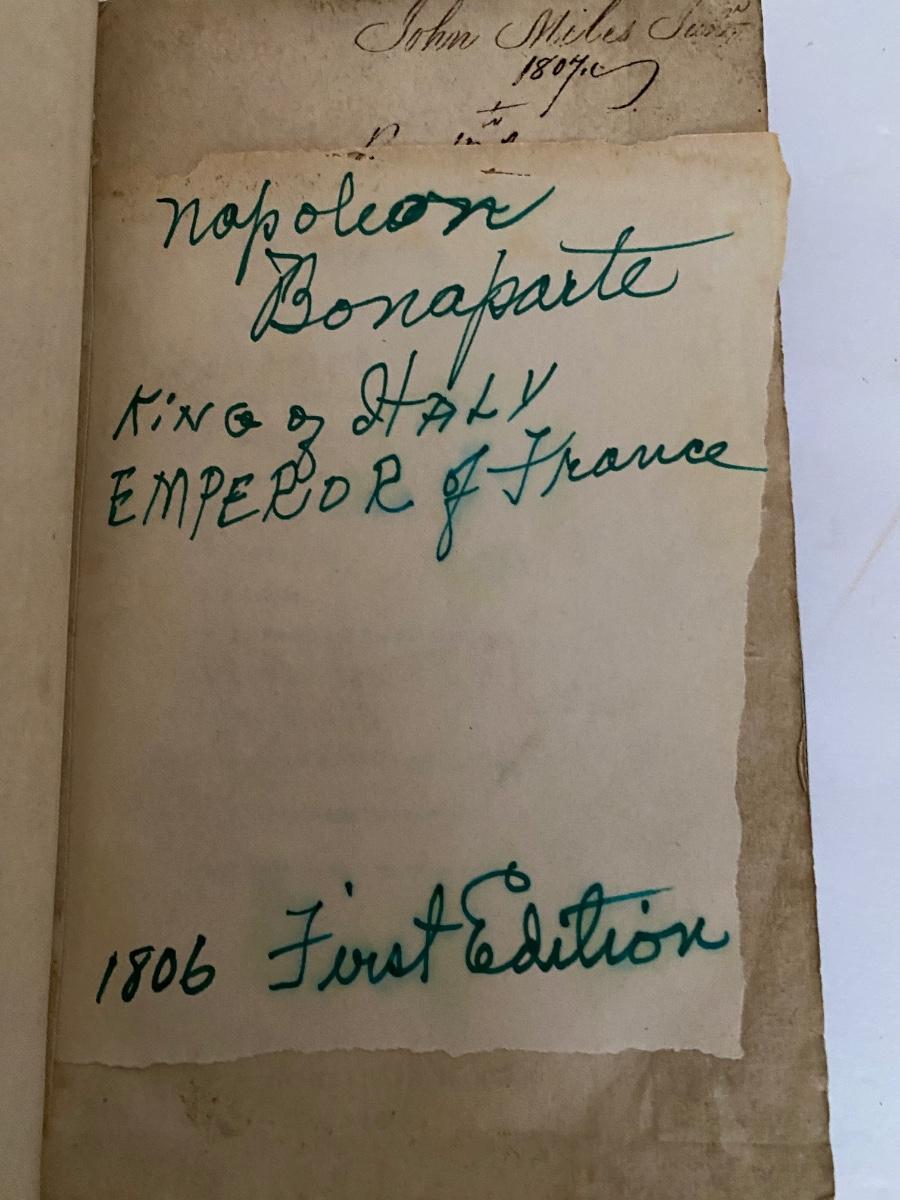 John Miles Junr
1807.
Napoleon
Bonaparte
KiNG of ITALY
EMPEROR of France
1806 First Edition